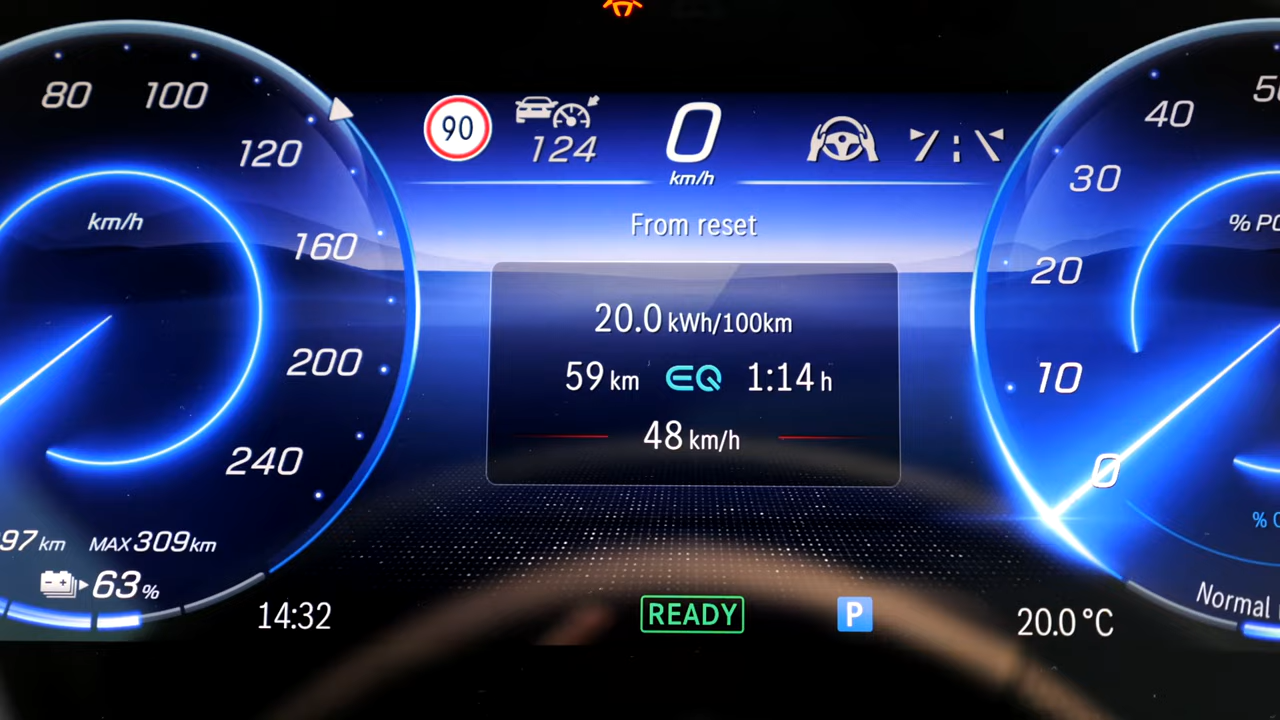 80 100
120
160
200
240
km/h
97 km MAX 309 km
63 %
14:32
90
124
0
km/h
From reset
20.0 kWh/100km
59 km EQ 1:14 h
48 km/h
READY
P
40
30
20
10
0
%
%
Normal
20.0 °C